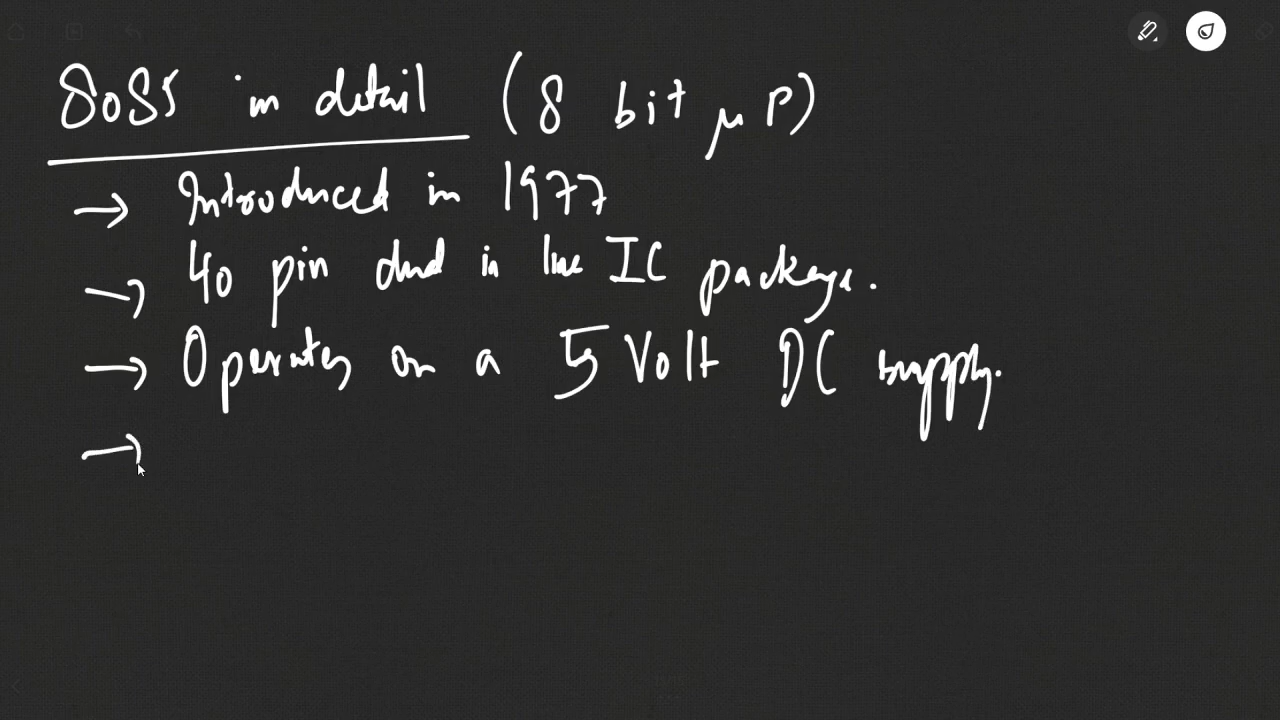 8085 in detail (8 bit μP)
→ Introduced in 1977
→ 40 pin dual in line IC package.
→ Operates on a 5 Volt DC supply.
→